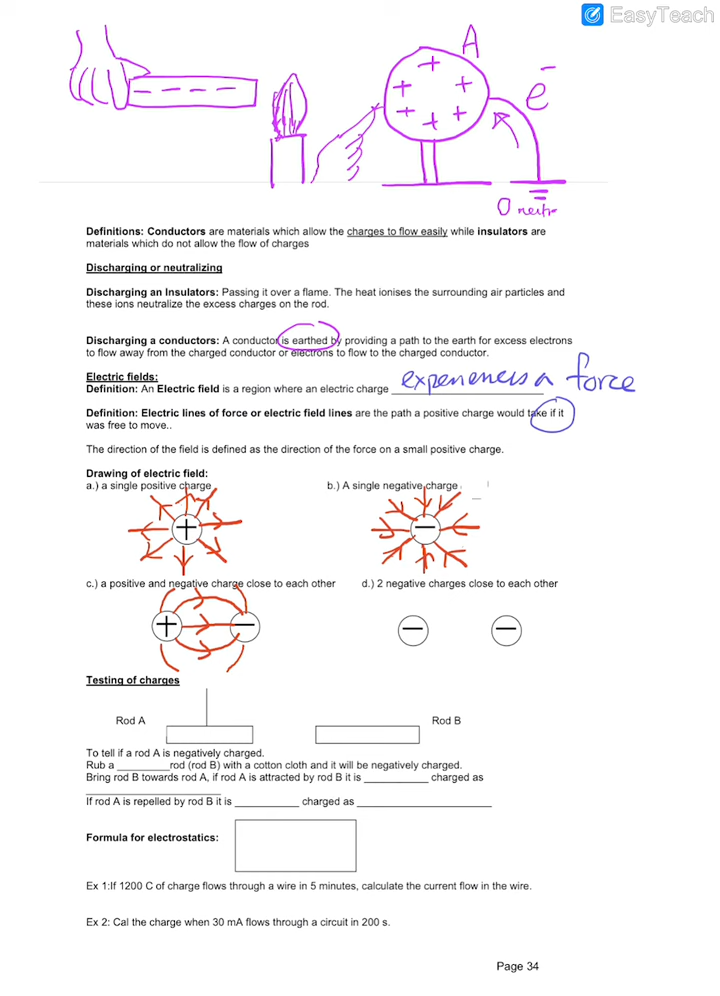 EasyTeach
A
e⁻
0
Definitions: Conductors are materials which allow the charges to flow easily while insulators are
materials which do not allow the flow of charges
Discharging or neutralizing
Discharging an Insulators: Passing it over a flame. The heat ionises the surrounding air particles and
these ions neutralize the excess charges on the rod.
Discharging a conductors: A conductor is earthed by providing a path to the earth for excess electrons
to flow away from the charged conductor or electrons to flow to the charged conductor.
Electric fields:
Definition: An Electric field is a region where an electric charge a force
Definition: Electric lines of force or electric field lines are the path a positive charge would take if it
was free to move..
The direction of the field is defined as the direction of the force on a small positive charge.
Drawing of electric field:
a.) a single positive charge b.) A single negative charge
c.) a positive and negative charge close to each other d.) 2 negative charges close to each other
Testing of charges
Rod A Rod B
To tell if a rod A is negatively charged.
Rub a __________rod (rod B) with a cotton cloth and it will be negatively charged.
Bring rod B towards rod A, if rod A is attracted by rod B it is ____________ charged as
_________________________
If rod A is repelled by rod B it is ____________ charged as _________________________
Formula for electrostatics:
Ex 1:If 1200 C of charge flows through a wire in 5 minutes, calculate the current flow in the wire.
Ex 2: Cal the charge when 30 mA flows through a circuit in 200 s.
Page 34